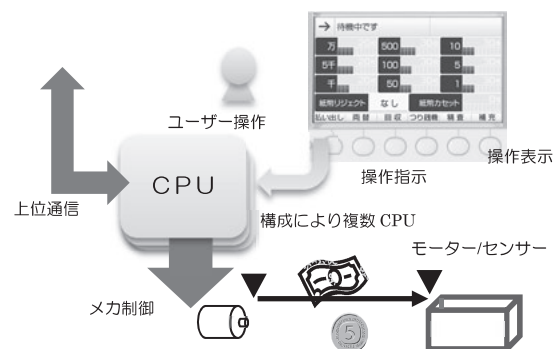 → 待機中です
万 500 10
5千 100 5
千 50 1
紙幣リジェクト なし 紙幣カセット
払い出し 両替 回収 つり銭機 精査 補充
ユーザー操作
操作表示
操作指示
CPU
上位通信
構成により複数 CPU
モーター/センサー
メカ制御
5